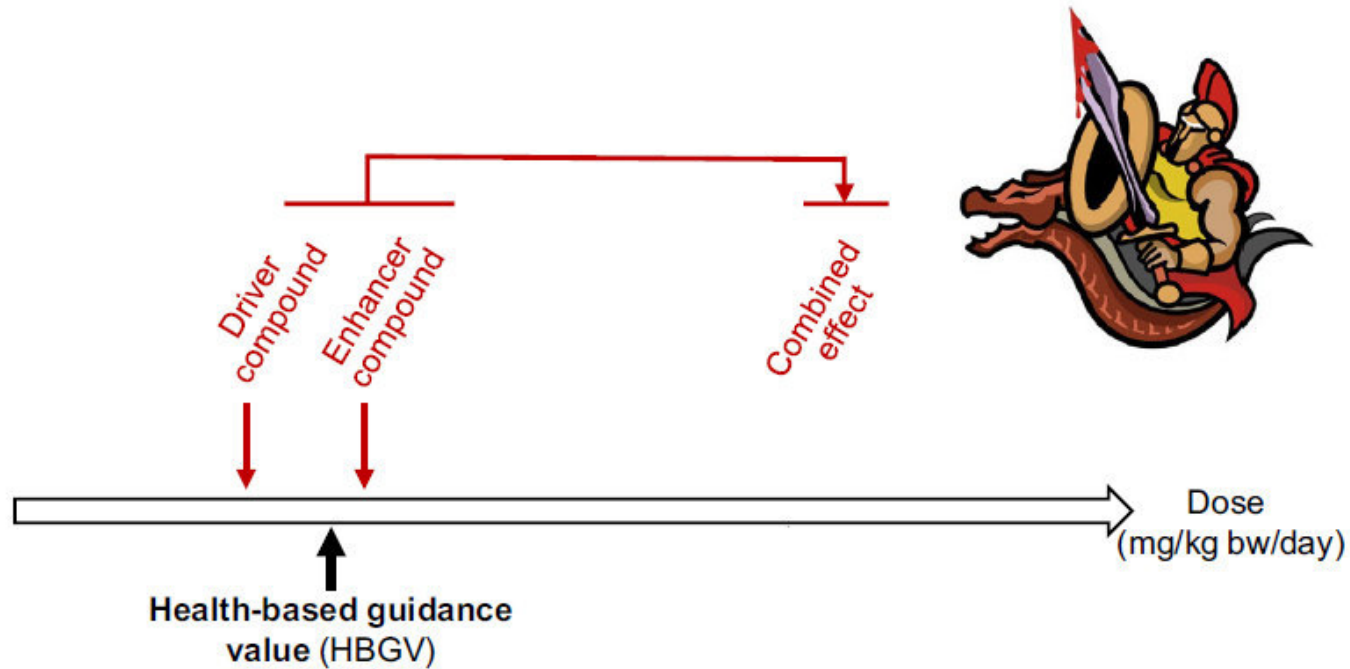 Driver
compound
Enhancer
compound
Combined
effect
Dose
(mg/kg bw/day)
Health-based guidance
value (HBGV)